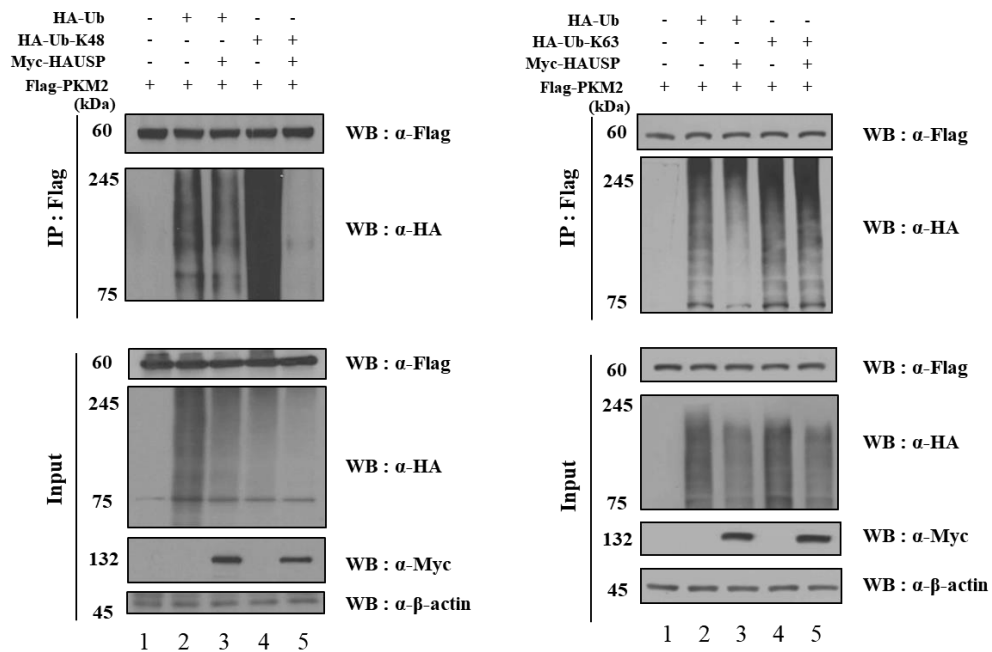 HA-Ub - + + - -
HA-Ub-K48 - - - + +
Myc-HAUSP - - + - +
Flag-PKM2 + + + + +
(kDa)
IP : Flag
60 WB : α-Flag
245
WB : α-HA
75
Input
60 WB : α-Flag
245
WB : α-HA
75
132 WB : α-Myc
45 WB : α-β-actin
1 2 3 4 5
HA-Ub - + + - -
HA-Ub-K63 - - - + +
Myc-HAUSP - - + - +
Flag-PKM2 + + + + +
(kDa)
IP : Flag
60 WB : α-Flag
245
WB : α-HA
75
Input
60 WB : α-Flag
245
WB : α-HA
75
132 WB : α-Myc
45 WB : α-β-actin
1 2 3 4 5